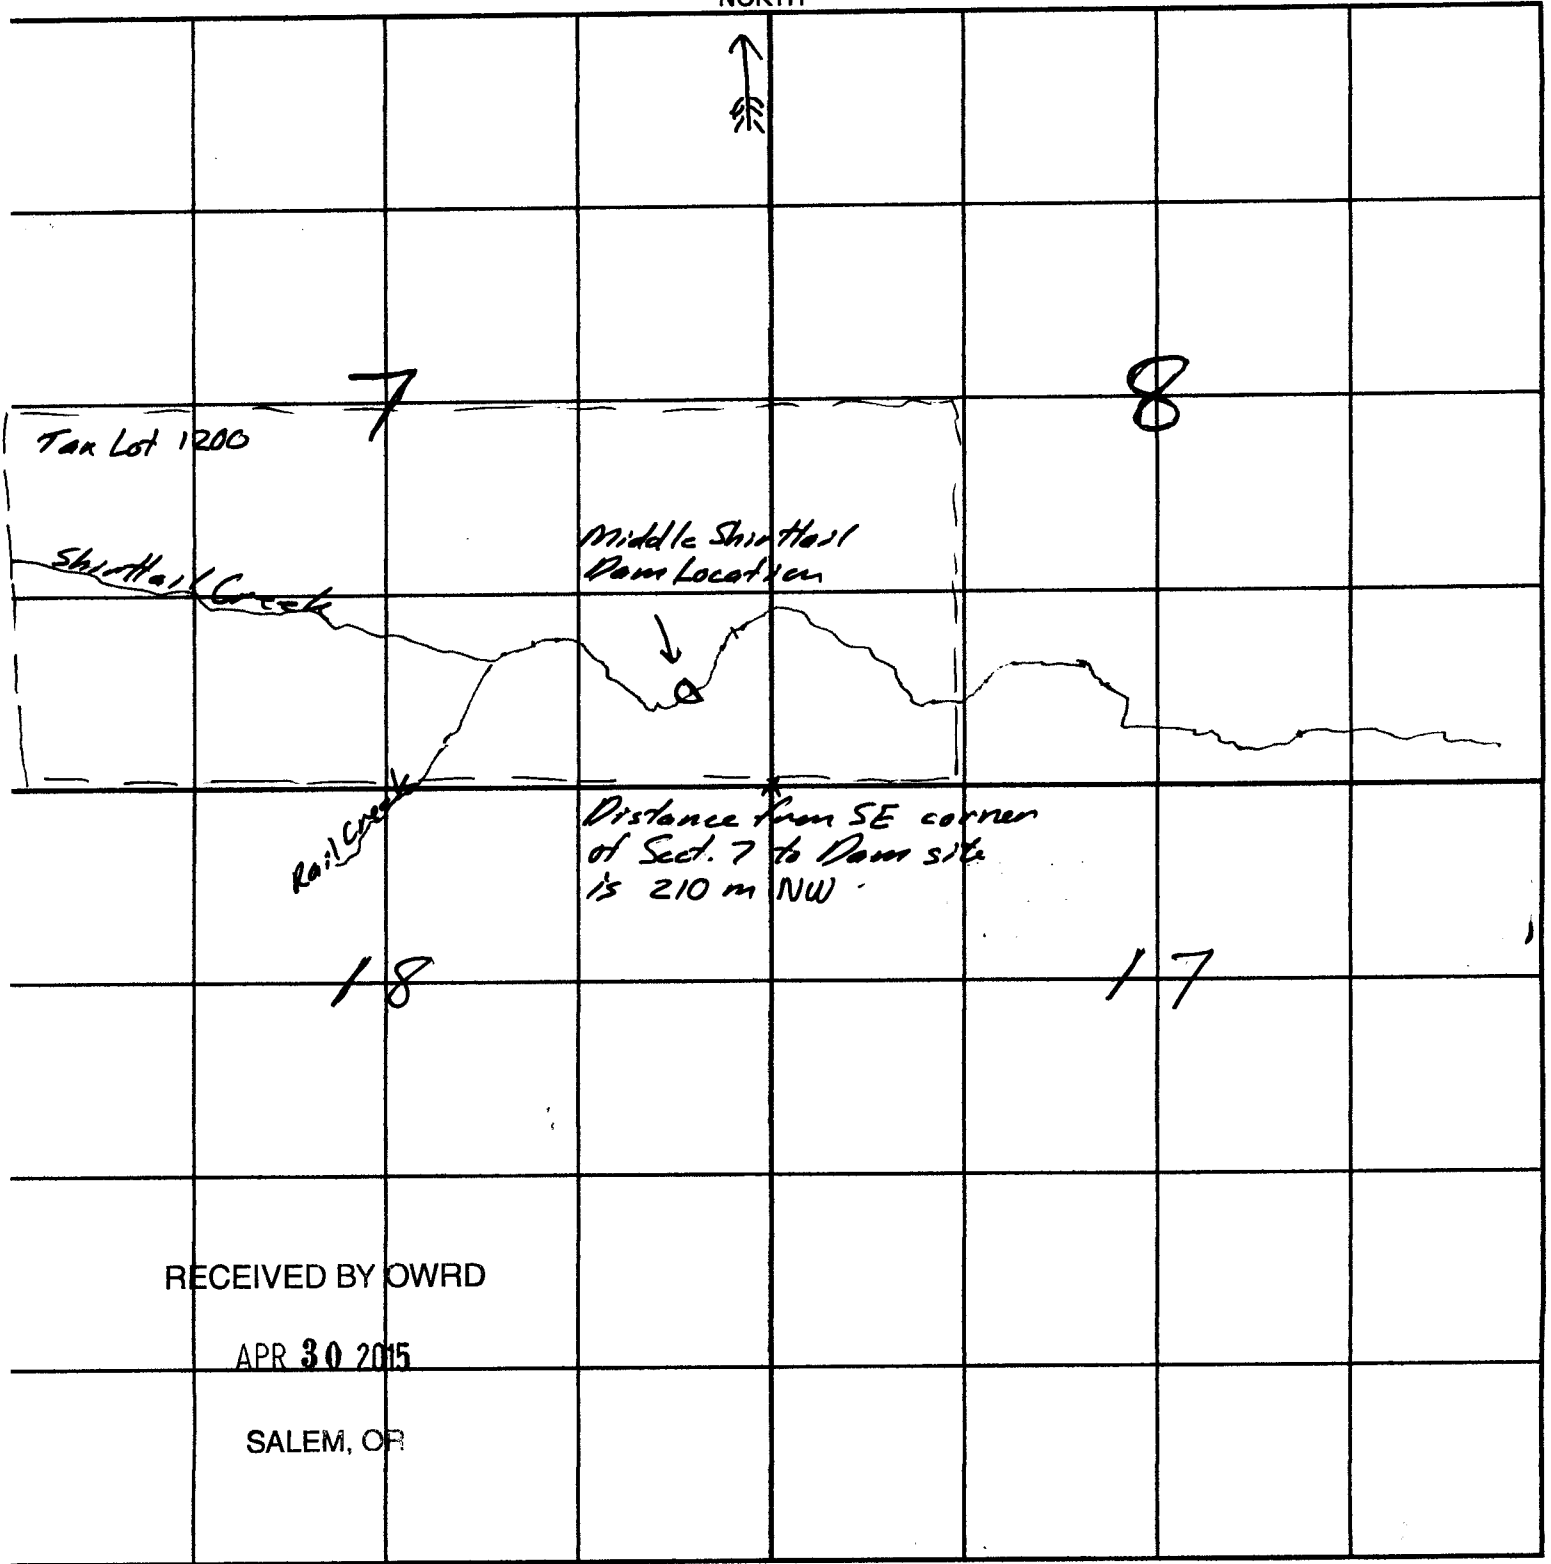 NORTH
7
8
Tax Lot 1200
Middle Shirttail
Dam Location
Shirttail Creek
Rail Creek
Distance from SE corner
of Sect. 7 to Dam site
is 210 m NW
18
17
RECEIVED BY OWRD
APR 30 2015
SALEM, OR